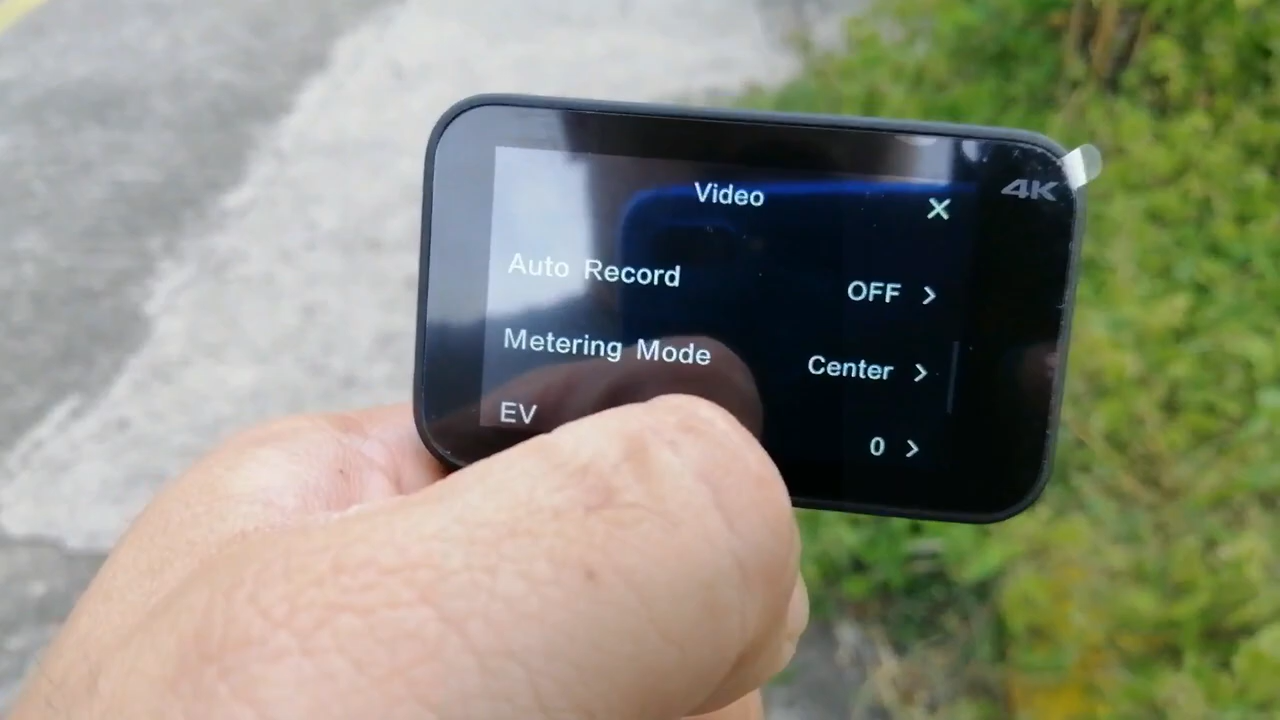 Video
×
4K
Auto Record OFF >
Metering Mode Center >
EV 0 >